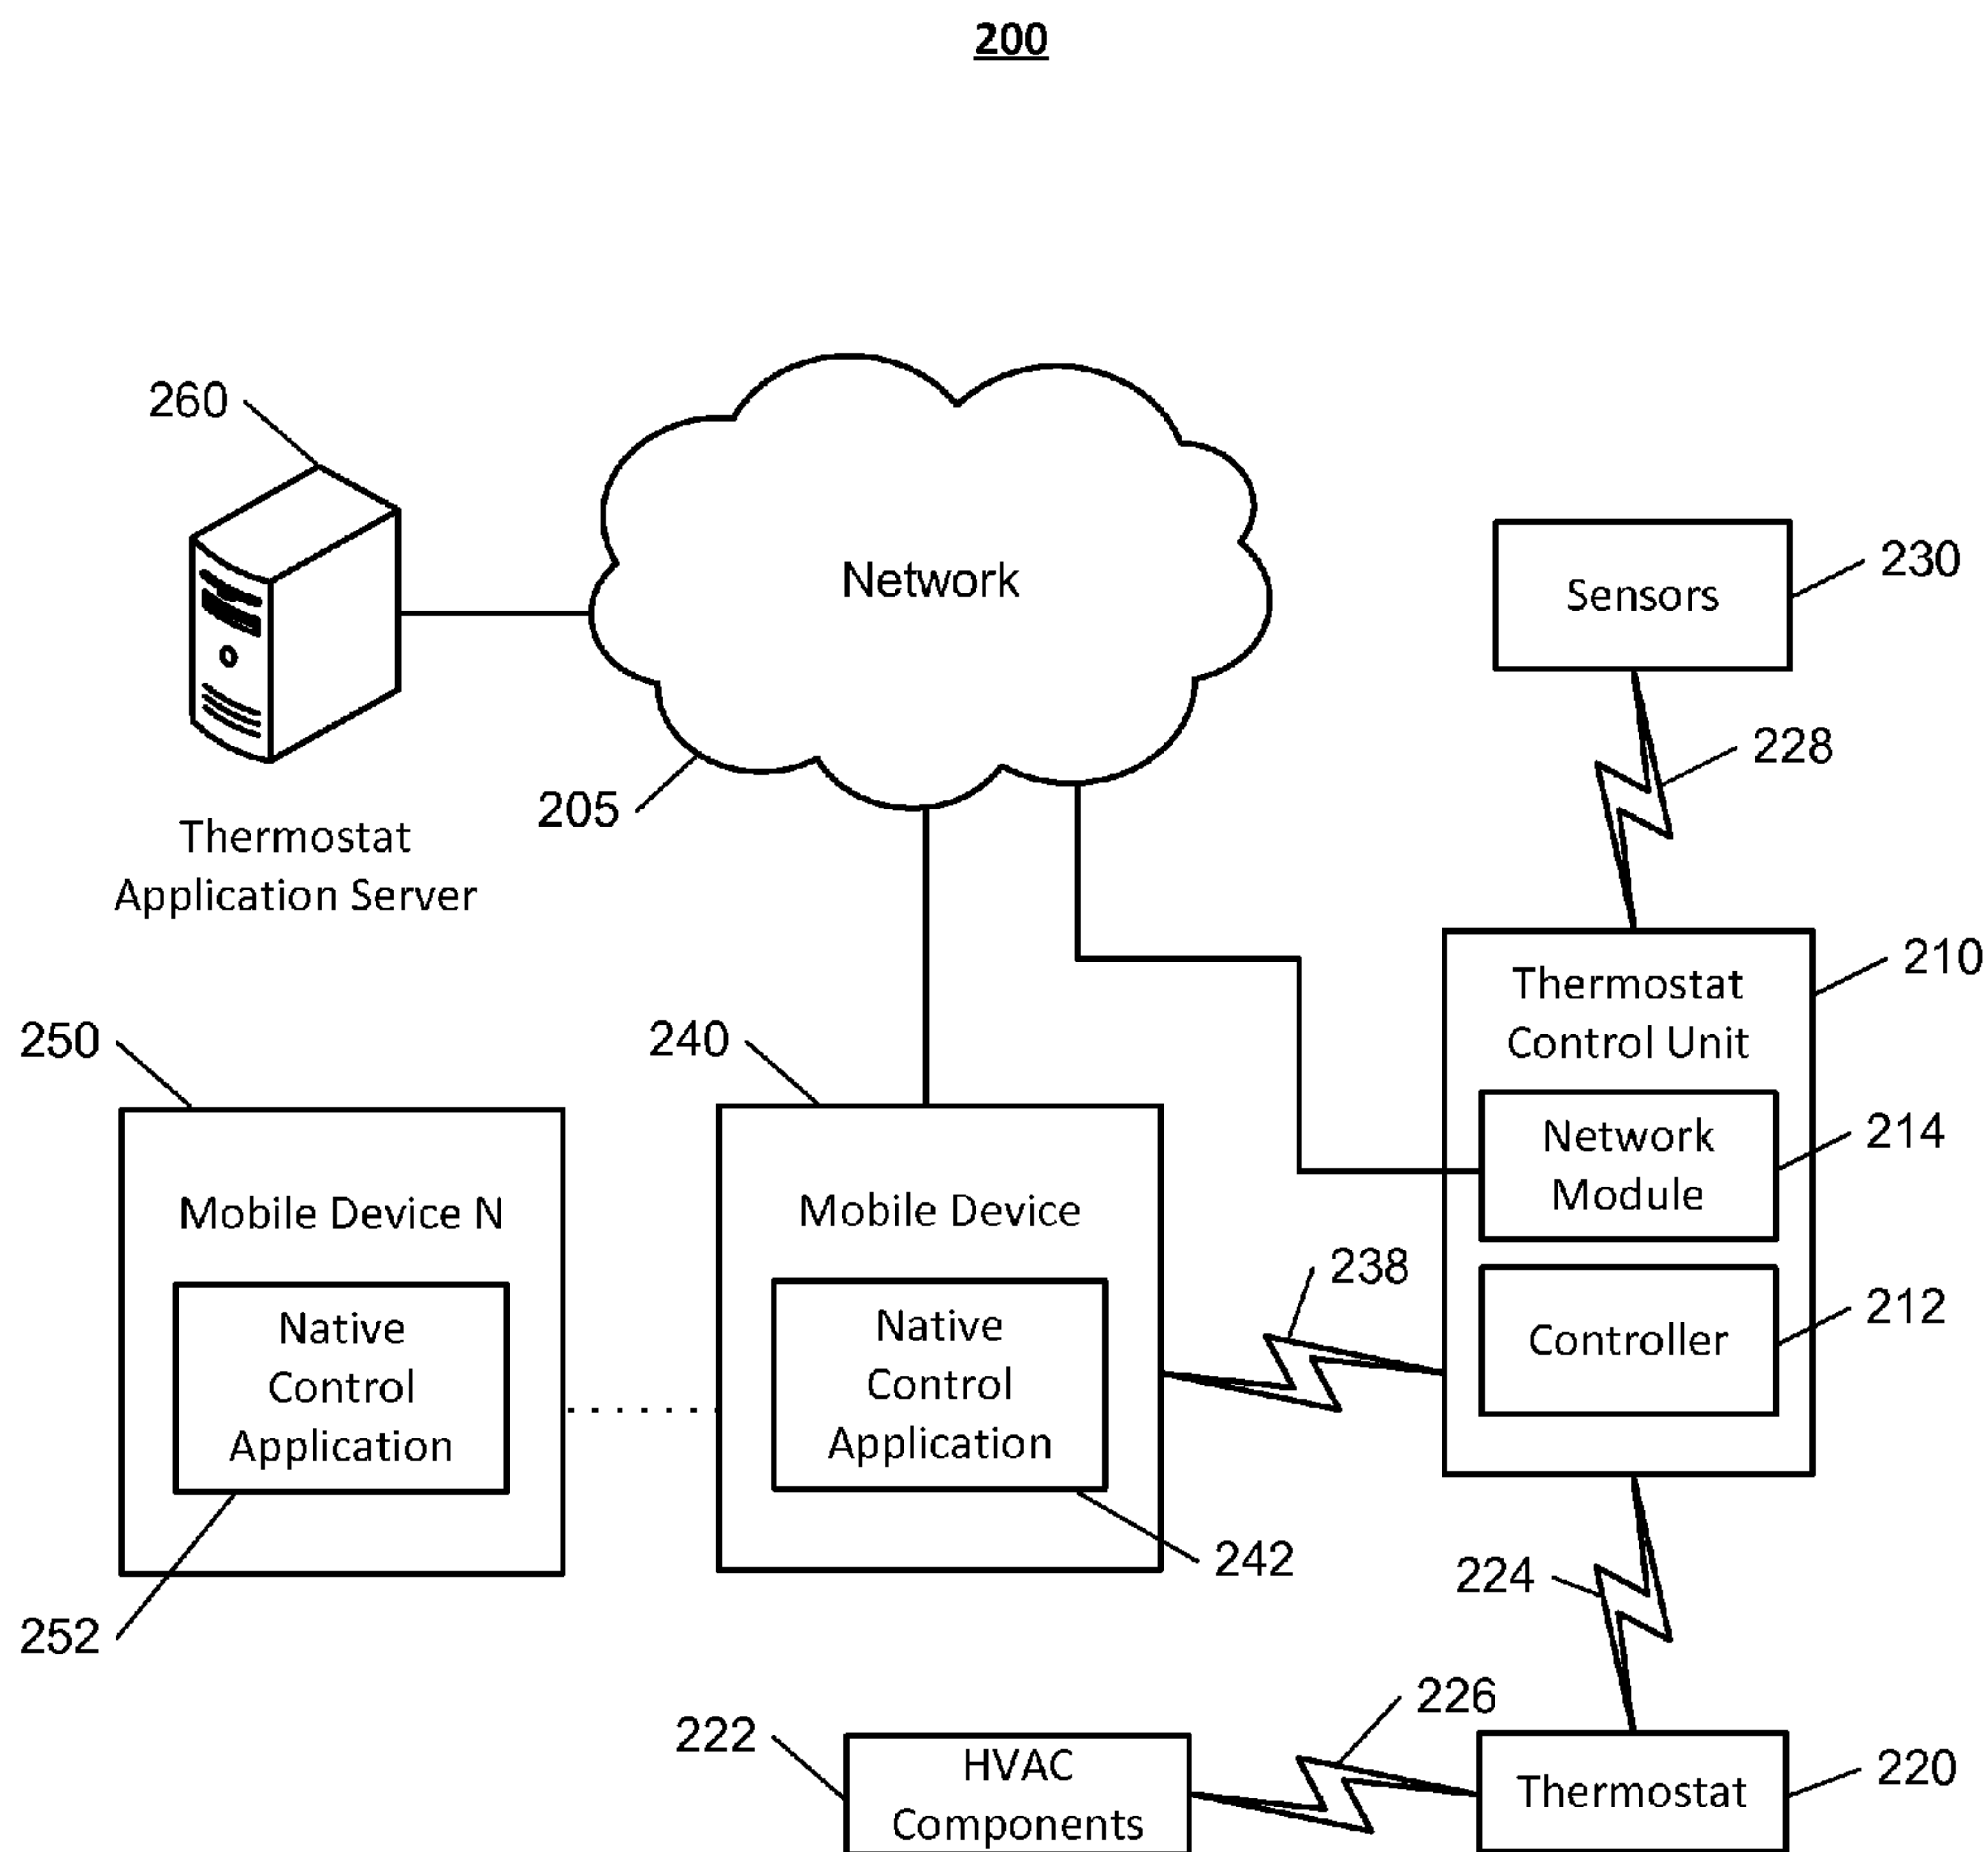 200
260
Network
205
Thermostat
Application Server
Sensors
230
228
210
Thermostat
Control Unit
Network
Module
214
Controller
212
250
Mobile Device N
Native
Control
Application
252
240
Mobile Device
Native
Control
Application
242
238
224
226
222
HVAC
Components
Thermostat
220